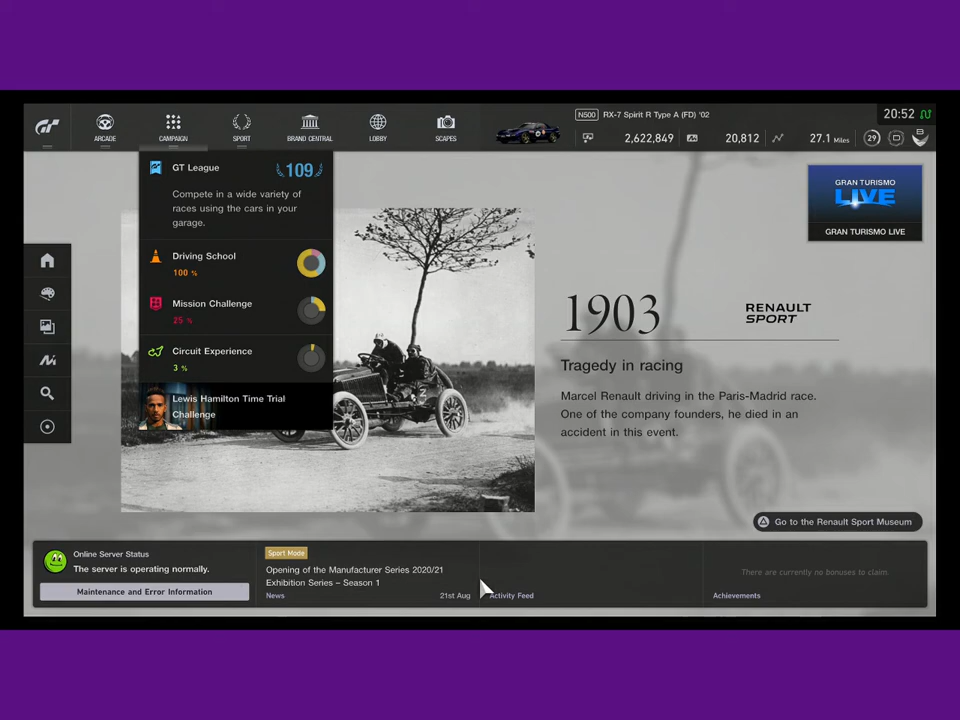 N500 RX-7 Spirit R Type A (FD) '02
20:52
ARCADE
CAMPAIGN
SPORT
BRAND CENTRAL
LOBBY
SCAPES
2,622,849
20,812
27.1 Miles
29
GT League
109
Compete in a wide variety of
races using the cars in your
garage.
Driving School
100 %
Mission Challenge
25 %
Circuit Experience
3 %
Lewis Hamilton Time Trial
Challenge
GRAN TURISMO
LIVE
GRAN TURISMO LIVE
1903
RENAULT
SPORT
Tragedy in racing
Marcel Renault driving in the Paris-Madrid race.
One of the company founders, he died in an
accident in this event.
Go to the Renault Sport Museum
Online Server Status
The server is operating normally.
Maintenance and Error Information
Sport Mode
Opening of the Manufacturer Series 2020/21
Exhibition Series – Season 1
News
21st Aug
Activity Feed
There are currently no bonuses to claim.
Achievements